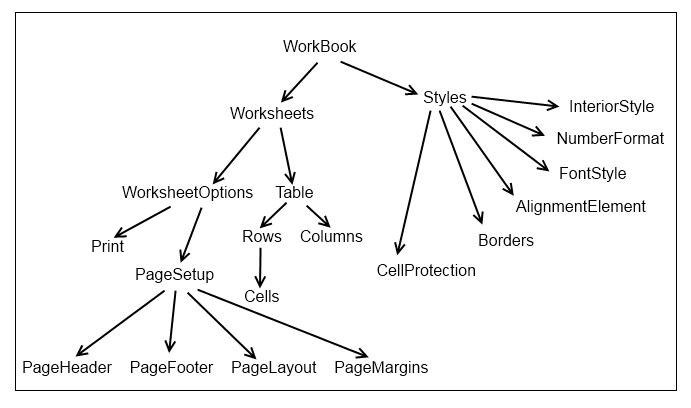 WorkBook
Worksheets
Styles
InteriorStyle
NumberFormat
FontStyle
AlignmentElement
Borders
CellProtection
WorksheetOptions
Table
Print
Rows
Columns
PageSetup
Cells
PageHeader
PageFooter
PageLayout
PageMargins